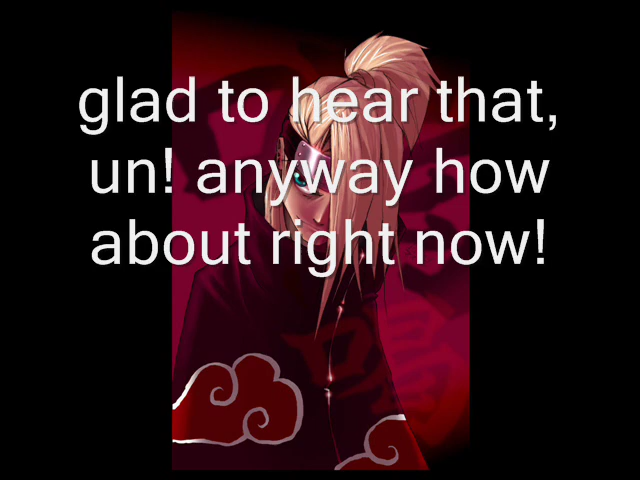 glad to hear that,
un! anyway how
about right now!